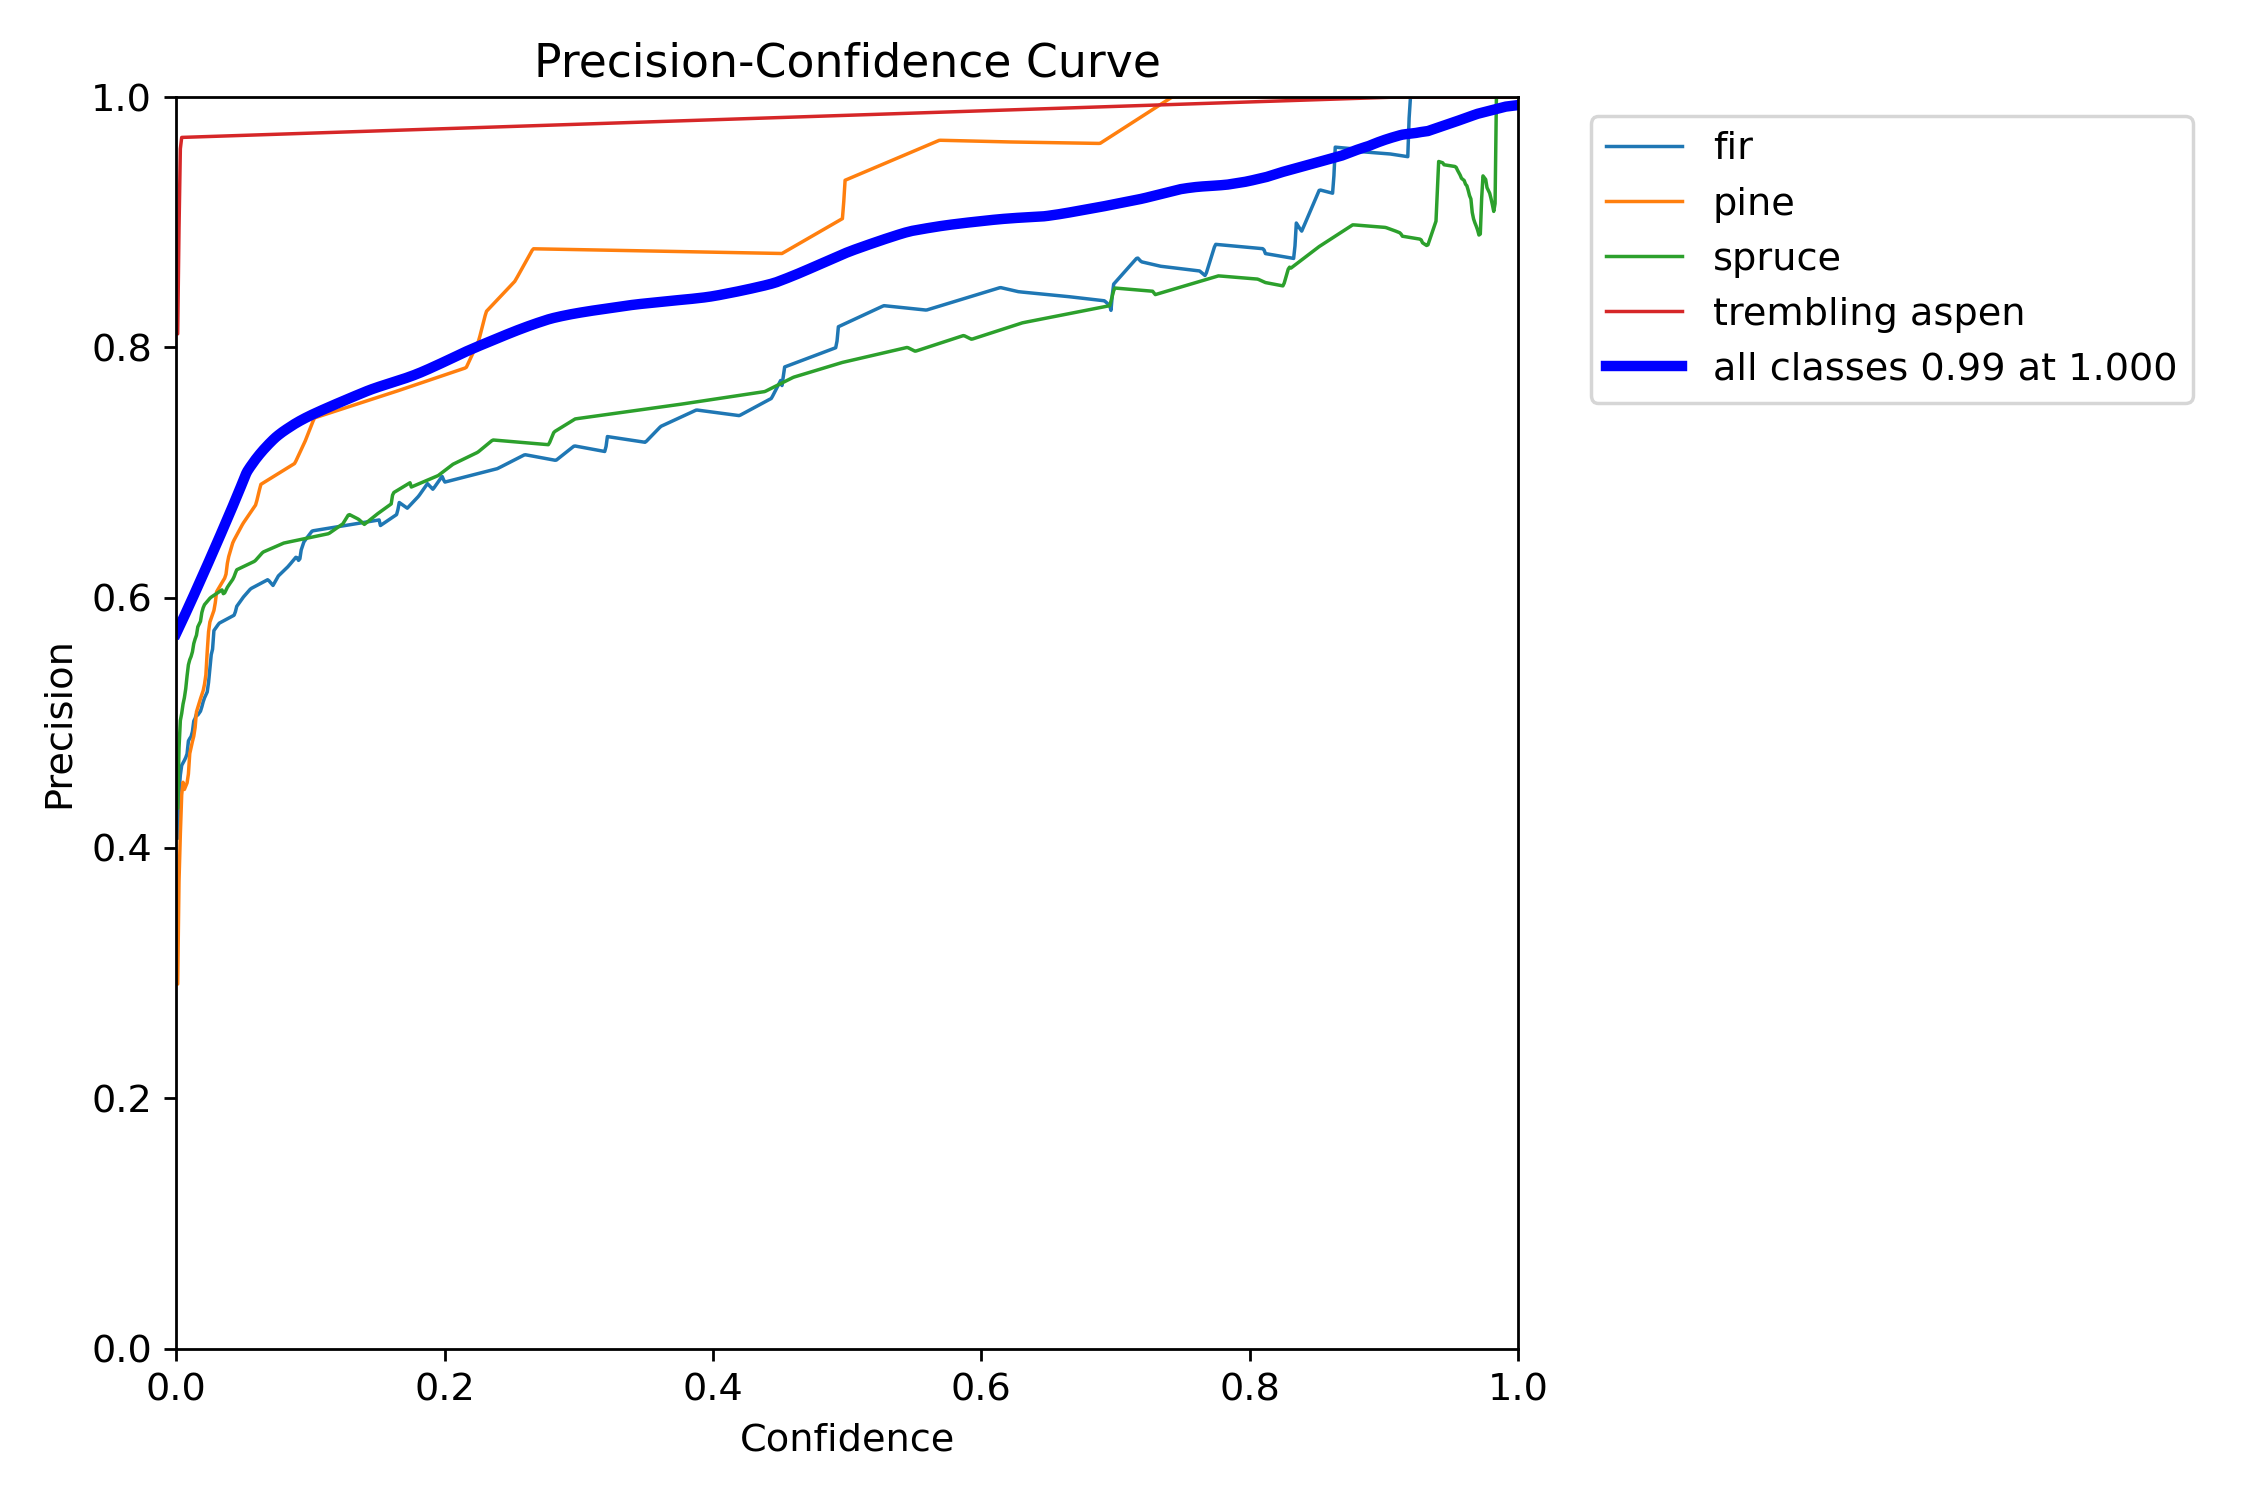 Precision-Confidence Curve
1.0
0.8
0.6
0.4
0.2
0.0
Precision
0.0 0.2 0.4 0.6 0.8 1.0
Confidence
fir
pine
spruce
trembling aspen
all classes 0.99 at 1.000